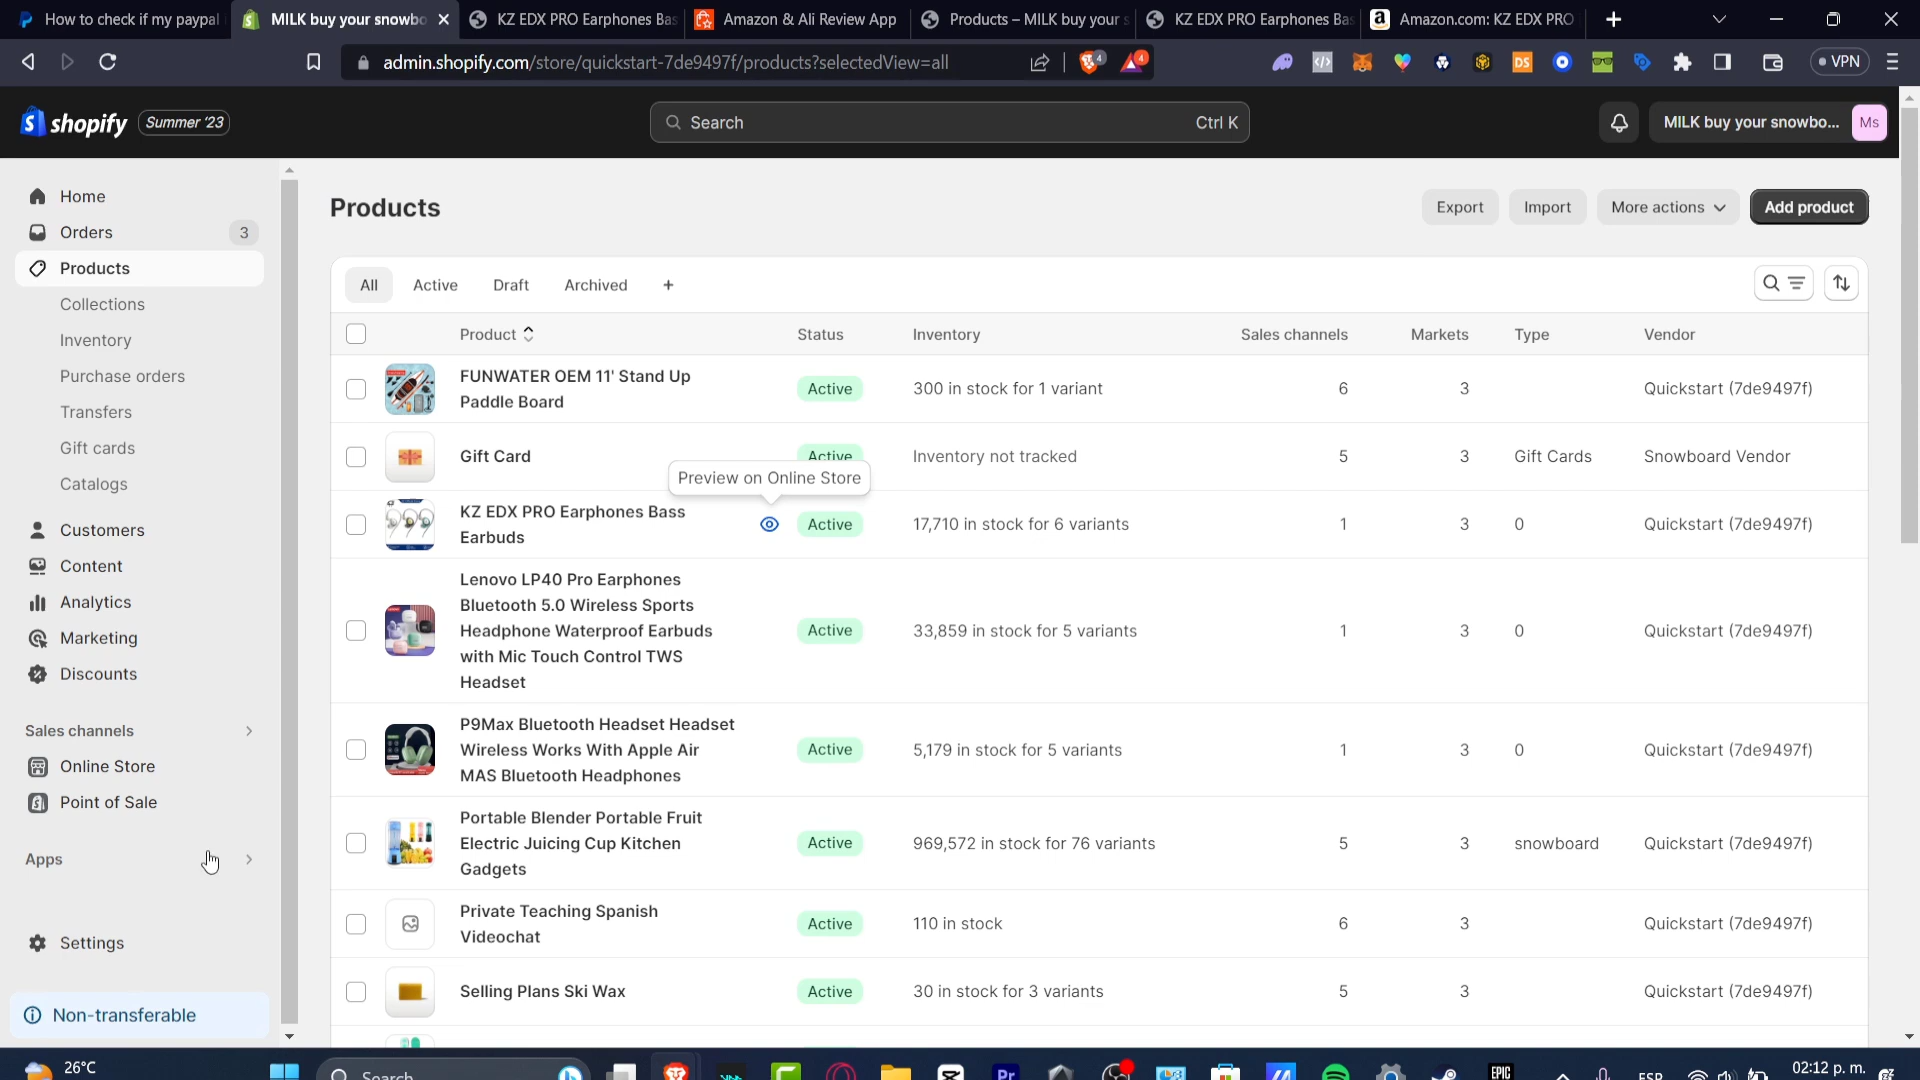 How to check if my paypal
MILK buy your snowbo
KZ EDX PRO Earphones Bas
Amazon & Ali Review App
Products – MILK buy your s
KZ EDX PRO Earphones Bas
Amazon.com: KZ EDX PRO
admin.shopify.com/store/quickstart-7de9497f/products?selectedView=all
4
4
DS
VPN
shopify
Summer '23
Search
Ctrl K
MILK buy your snowbo...
Ms
Home
Orders
3
Products
Collections
Inventory
Purchase orders
Transfers
Gift cards
Catalogs
Customers
Content
Analytics
Marketing
Discounts
Sales channels
Online Store
Point of Sale
Apps
Settings
Non-transferable
Products
Export
Import
More actions
Add product
All
Active
Draft
Archived
+
Product
Status
Inventory
Sales channels
Markets
Type
Vendor
FUNWATER OEM 11' Stand Up
Paddle Board
Active
300 in stock for 1 variant
6
3
Quickstart (7de9497f)
Gift Card
Active
Inventory not tracked
5
3
Gift Cards
Snowboard Vendor
Preview on Online Store
KZ EDX PRO Earphones Bass
Earbuds
Active
17,710 in stock for 6 variants
1
3
0
Quickstart (7de9497f)
Lenovo LP40 Pro Earphones
Bluetooth 5.0 Wireless Sports
Headphone Waterproof Earbuds
with Mic Touch Control TWS
Headset
Active
33,859 in stock for 5 variants
1
3
0
Quickstart (7de9497f)
P9Max Bluetooth Headset Headset
Wireless Works With Apple Air
MAS Bluetooth Headphones
Active
5,179 in stock for 5 variants
1
3
0
Quickstart (7de9497f)
Portable Blender Portable Fruit
Electric Juicing Cup Kitchen
Gadgets
Active
969,572 in stock for 76 variants
5
3
snowboard
Quickstart (7de9497f)
Private Teaching Spanish
Videochat
Active
110 in stock
6
3
Quickstart (7de9497f)
Selling Plans Ski Wax
Active
30 in stock for 3 variants
5
3
Quickstart (7de9497f)
26°C
Search
Pr
EPIC
ESP
02:12 p. m.